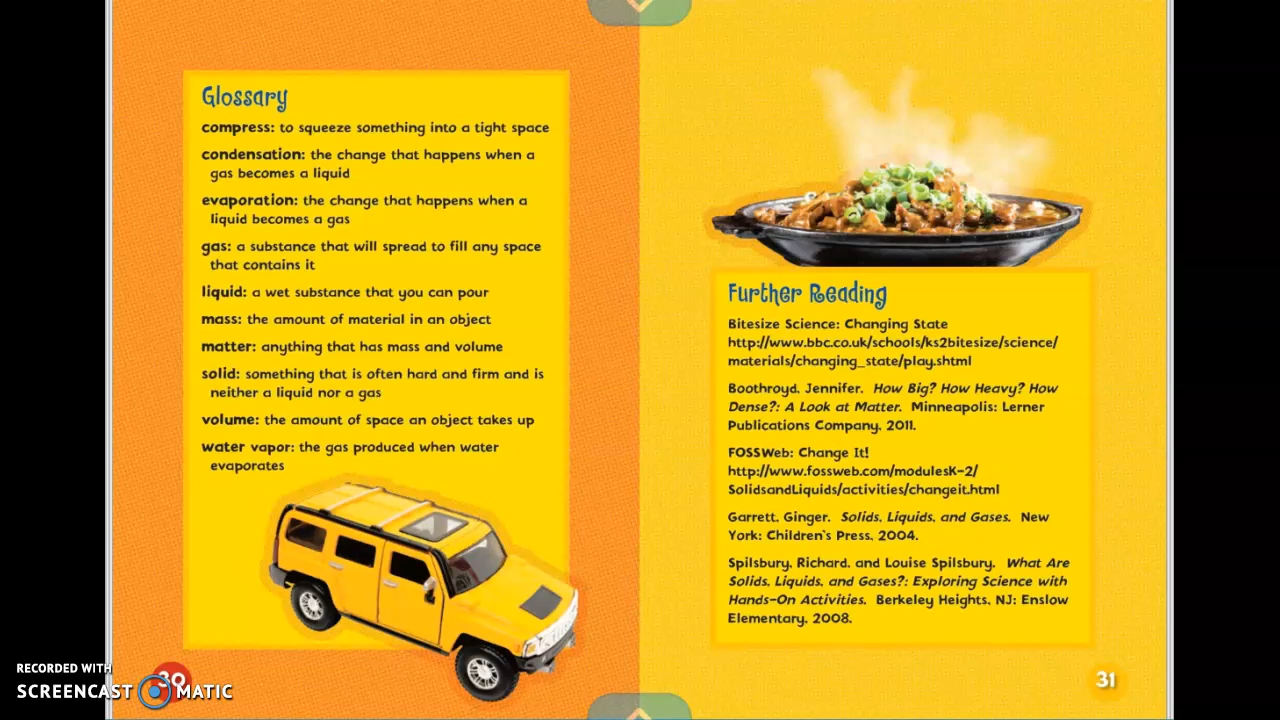 Glossary
compress: to squeeze something into a tight space
condensation: the change that happens when a
gas becomes a liquid
evaporation: the change that happens when a
liquid becomes a gas
gas: a substance that will spread to fill any space
that contains it
liquid: a wet substance that you can pour
mass: the amount of material in an object
matter: anything that has mass and volume
solid: something that is often hard and firm and is
neither a liquid nor a gas
volume: the amount of space an object takes up
water vapor: the gas produced when water
evaporates
30
Further Reading
Bitesize Science: Changing State
http://www.bbc.co.uk/schools/ks2bitesize/science/
materials/changing_state/play.shtml
Boothroyd, Jennifer. How Big? How Heavy? How
Dense?: A Look at Matter. Minneapolis: Lerner
Publications Company, 2011.
FOSSWeb: Change It!
http://www.fossweb.com/modulesK-2/
SolidsandLiquids/activities/changeit.html
Garrett, Ginger. Solids, Liquids, and Gases. New
York: Children's Press, 2004.
Spilsbury, Richard, and Louise Spilsbury. What Are
Solids, Liquids, and Gases?: Exploring Science with
Hands-On Activities. Berkeley Heights, NJ: Enslow
Elementary, 2008.
31
RECORDED WITH
SCREENCAST MATIC